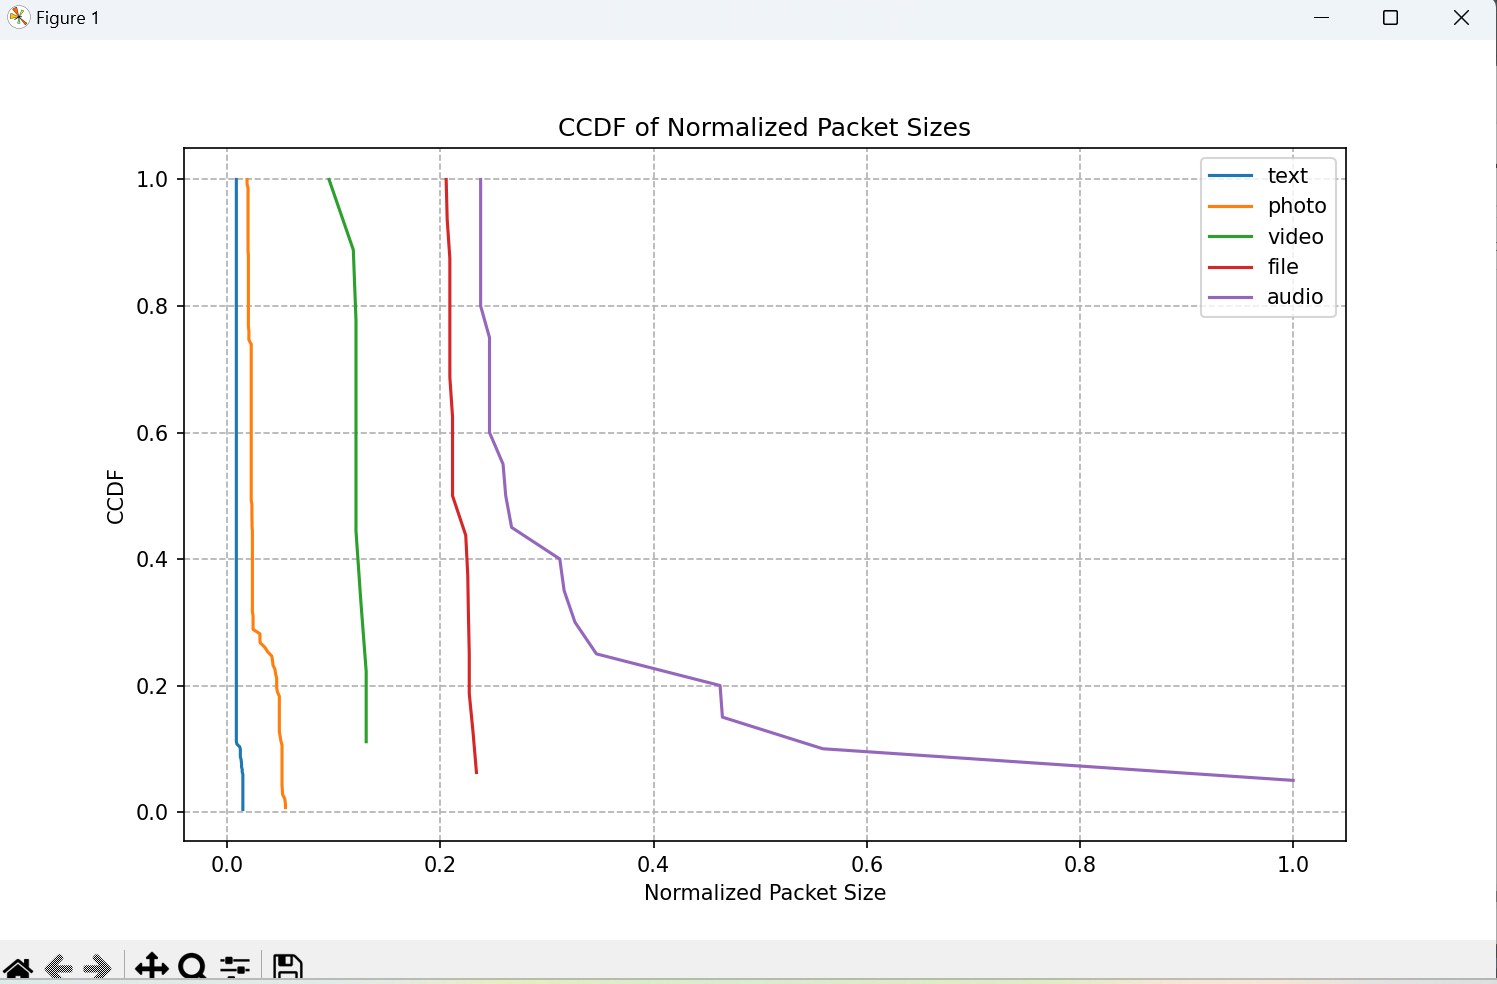 Figure 1
CCDF of Normalized Packet Sizes
text
photo
video
file
audio
CCDF
1.0
0.8
0.6
0.4
0.2
0.0
0.0 0.2 0.4 0.6 0.8 1.0
Normalized Packet Size